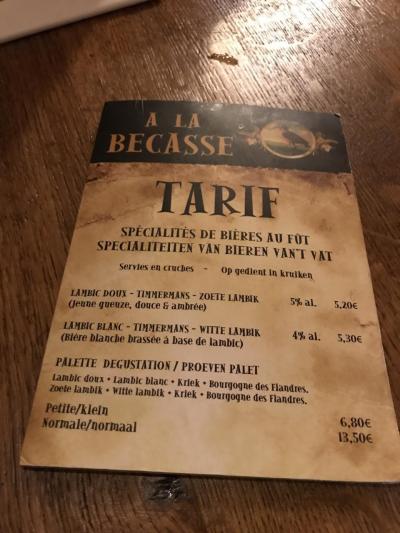 A LA
BECASSE
TARIF
SPÉCIALITÉS DE BIÈRES AU FÛT
SPECIALITEITEN VAN BIEREN VAN'T VAT
Servies en cruches - Op gedient in kruiken
LAMBIC DOUX - TIMMERMANS - ZOETE LAMBIK 5% al. 5,20€
(Jeune gueuze, douce & ambrée)
LAMBIC BLANC - TIMMERMANS - WITTE LAMBIK 4% al. 5,30€
(Bière blanche brassée à base de lambic)
PALETTE DEGUSTATION / PROEVEN PALET
Lambic doux • Lambic blanc • Kriek • Bourgogne des Flandres.
Zoete lambik • Witte lambik • Kriek • Bourgogne des Flandres.
Petite/klein 6,80€
Normale/normaal 13,50€